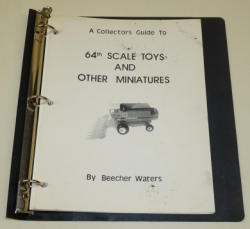 A Collectors Guide To
64th SCALE TOYS
AND
OTHER MINIATURES
By Beecher Waters